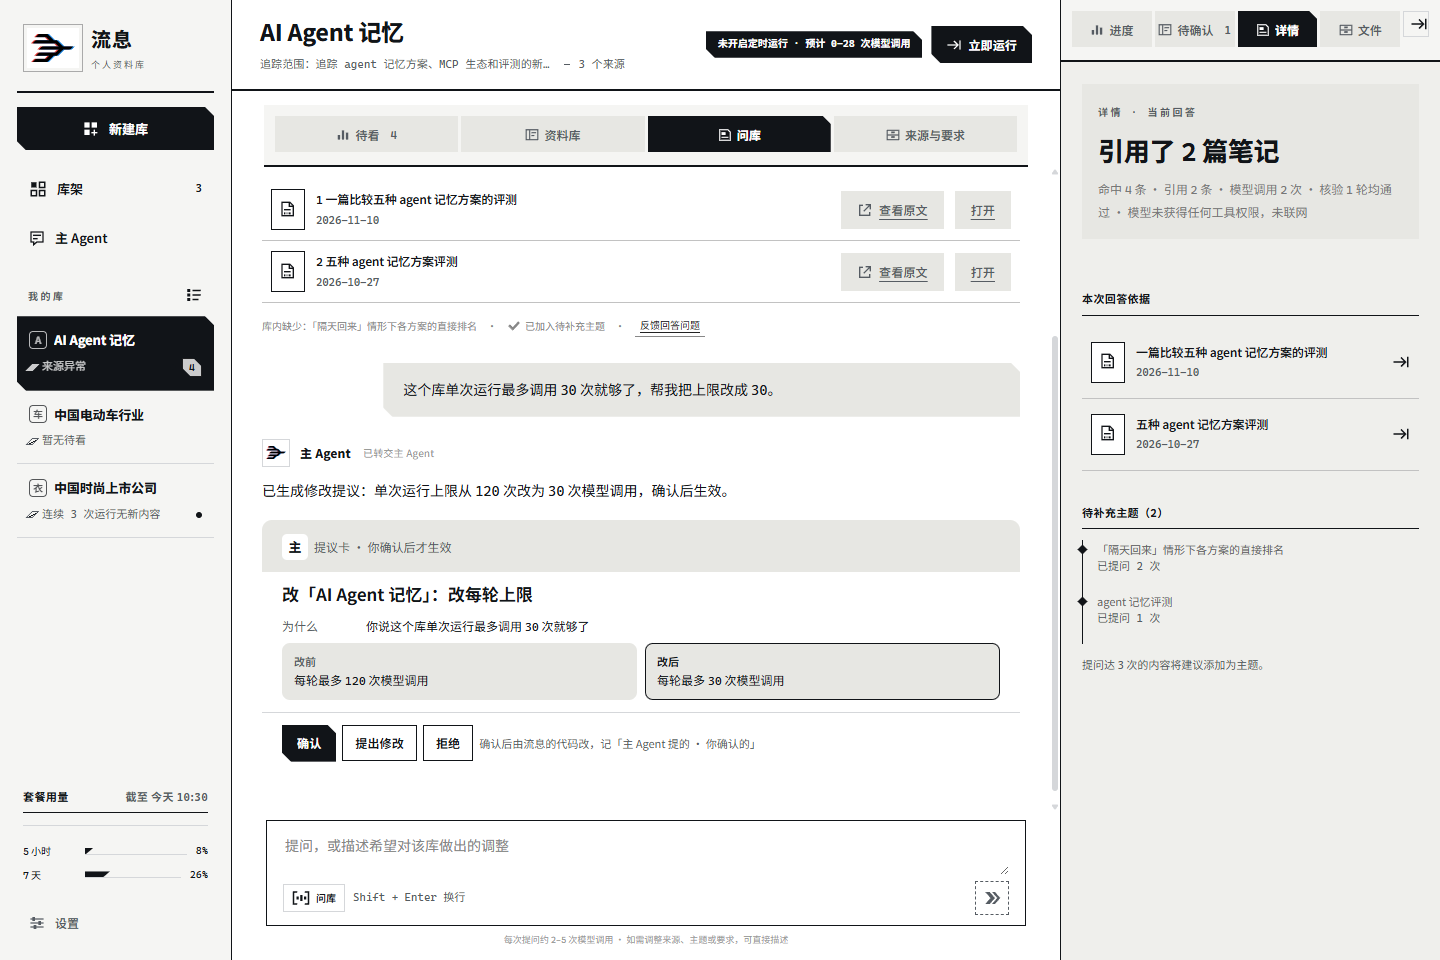 流息
个人资料库
新建库
库架 3
主 Agent
我的库
A AI Agent 记忆
来源异常 4
车 中国电动车行业
暂无待看
衣 中国时尚上市公司
连续 3 次运行无新内容
套餐用量 截至 今天 10:30
5 小时 8%
7 天 26%
设置
AI Agent 记忆
追踪范围：追踪 agent 记忆方案、MCP 生态和评测的新… — 3 个来源
未开启定时运行 · 预计 0–28 次模型调用
立即运行
待看 4
资料库
问库
来源与要求
1 一篇比较五种 agent 记忆方案的评测
2026-11-10
查看原文 打开
2 五种 agent 记忆方案评测
2026-10-27
查看原文 打开
库内缺少：「隔天回来」情形下各方案的直接排名 · 已加入待补充主题 · 反馈回答问题
这个库单次运行最多调用 30 次就够了，帮我把上限改成 30。
主 Agent 已转交主 Agent
已生成修改提议：单次运行上限从 120 次改为 30 次模型调用，确认后生效。
主 提议卡 · 你确认后才生效
改「AI Agent 记忆」：改每轮上限
为什么 你说这个库单次运行最多调用 30 次就够了
改前
每轮最多 120 次模型调用
改后
每轮最多 30 次模型调用
确认 提出修改 拒绝 确认后由流息的代码改，记「主 Agent 提的 · 你确认的」
提问，或描述希望对该库做出的调整
问库 Shift + Enter 换行
每次提问约 2–5 次模型调用 · 如需调整来源、主题或要求，可直接描述
进度
待确认 1
详情
文件
详情 · 当前回答
引用了 2 篇笔记
命中 4 条 · 引用 2 条 · 模型调用 2 次 · 核验 1 轮均通
过 · 模型未获得任何工具权限，未联网
本次回答依据
一篇比较五种 agent 记忆方案的评测
2026-11-10
五种 agent 记忆方案评测
2026-10-27
待补充主题（2）
「隔天回来」情形下各方案的直接排名
已提问 2 次
agent 记忆评测
已提问 1 次
提问达 3 次的内容将建议添加为主题。